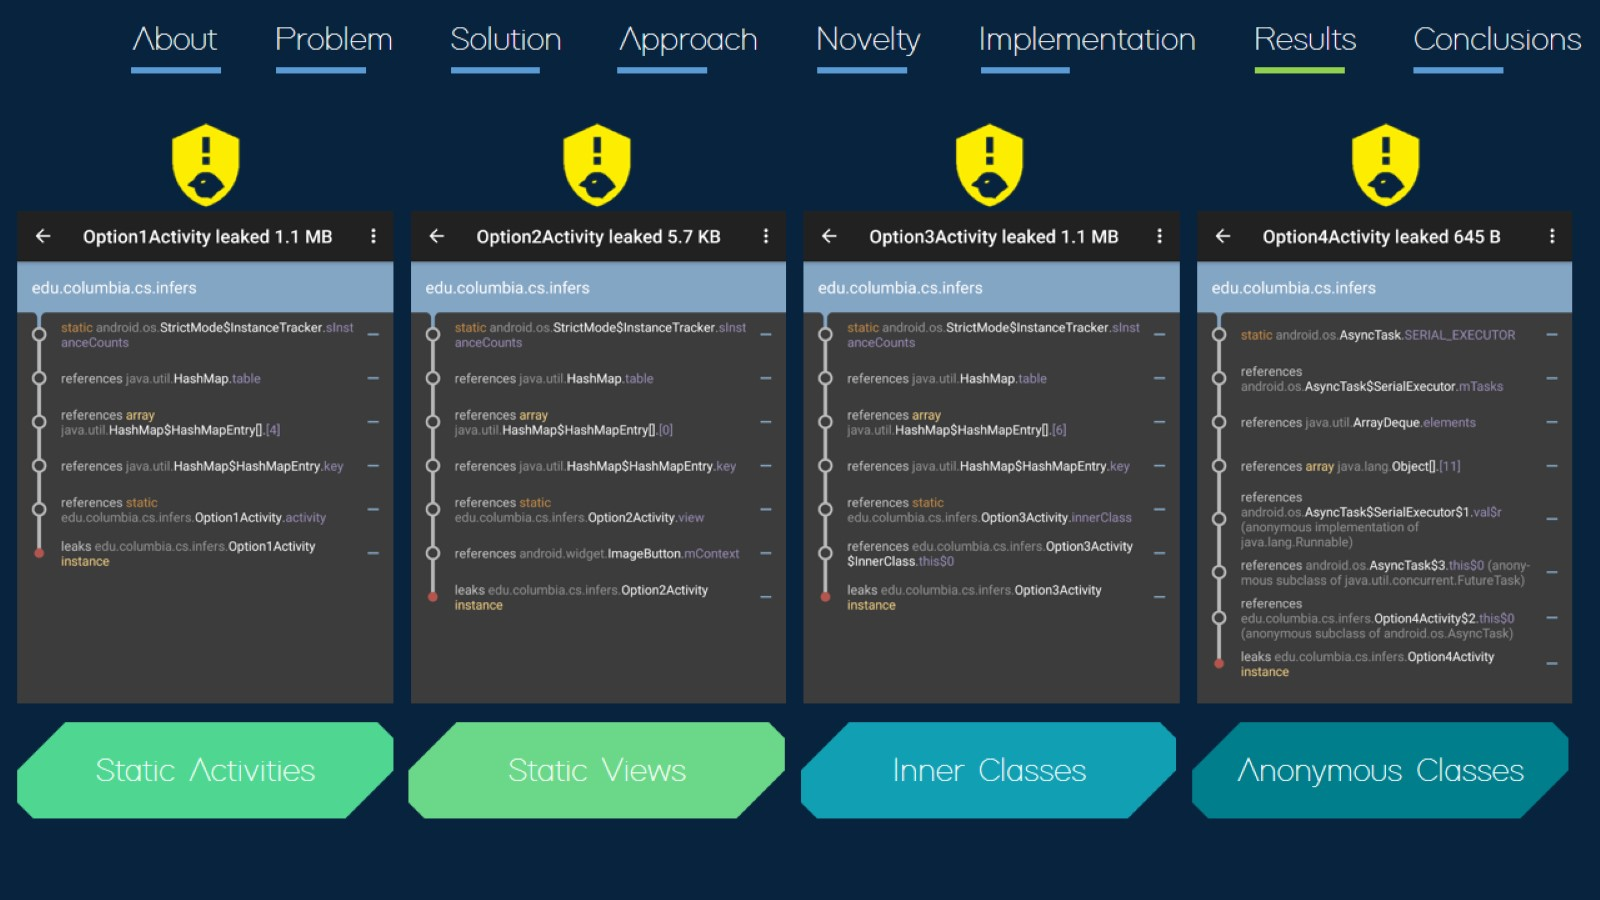 About Problem Solution Approach Novelty Implementation Results Conclusions
Option1Activity leaked 1.1 MB
edu.columbia.cs.infers
static android.os.StrictMode$InstanceTracker.sInst
anceCounts
references java.util.HashMap.table
references array
java.util.HashMap$HashMapEntry[].[4]
references java.util.HashMap$HashMapEntry.key
references static
edu.columbia.cs.infers.Option1Activity.activity
leaks edu.columbia.cs.infers.Option1Activity
instance
Static Activities
Option2Activity leaked 5.7 KB
edu.columbia.cs.infers
static android.os.StrictMode$InstanceTracker.sInst
anceCounts
references java.util.HashMap.table
references array
java.util.HashMap$HashMapEntry[].[0]
references java.util.HashMap$HashMapEntry.key
references static
edu.columbia.cs.infers.Option2Activity.view
references android.widget.ImageButton.mContext
leaks edu.columbia.cs.infers.Option2Activity
instance
Static Views
Option3Activity leaked 1.1 MB
edu.columbia.cs.infers
static android.os.StrictMode$InstanceTracker.sInst
anceCounts
references java.util.HashMap.table
references array
java.util.HashMap$HashMapEntry[].[6]
references java.util.HashMap$HashMapEntry.key
references static
edu.columbia.cs.infers.Option3Activity.innerClass
references edu.columbia.cs.infers.Option3Activity
$InnerClass.this$0
leaks edu.columbia.cs.infers.Option3Activity
instance
Inner Classes
Option4Activity leaked 645 B
edu.columbia.cs.infers
static android.os.AsyncTask.SERIAL_EXECUTOR
references
android.os.AsyncTask$SerialExecutor.mTasks
references java.util.ArrayDeque.elements
references array java.lang.Object[].[11]
references
android.os.AsyncTask$SerialExecutor$1.val$r
(anonymous implementation of
java.lang.Runnable)
references android.os.AsyncTask$3.this$0 (anony-
mous subclass of java.util.concurrent.FutureTask)
references
edu.columbia.cs.infers.Option4Activity$2.this$0
(anonymous subclass of android.os.AsyncTask)
leaks edu.columbia.cs.infers.Option4Activity
instance
Anonymous Classes